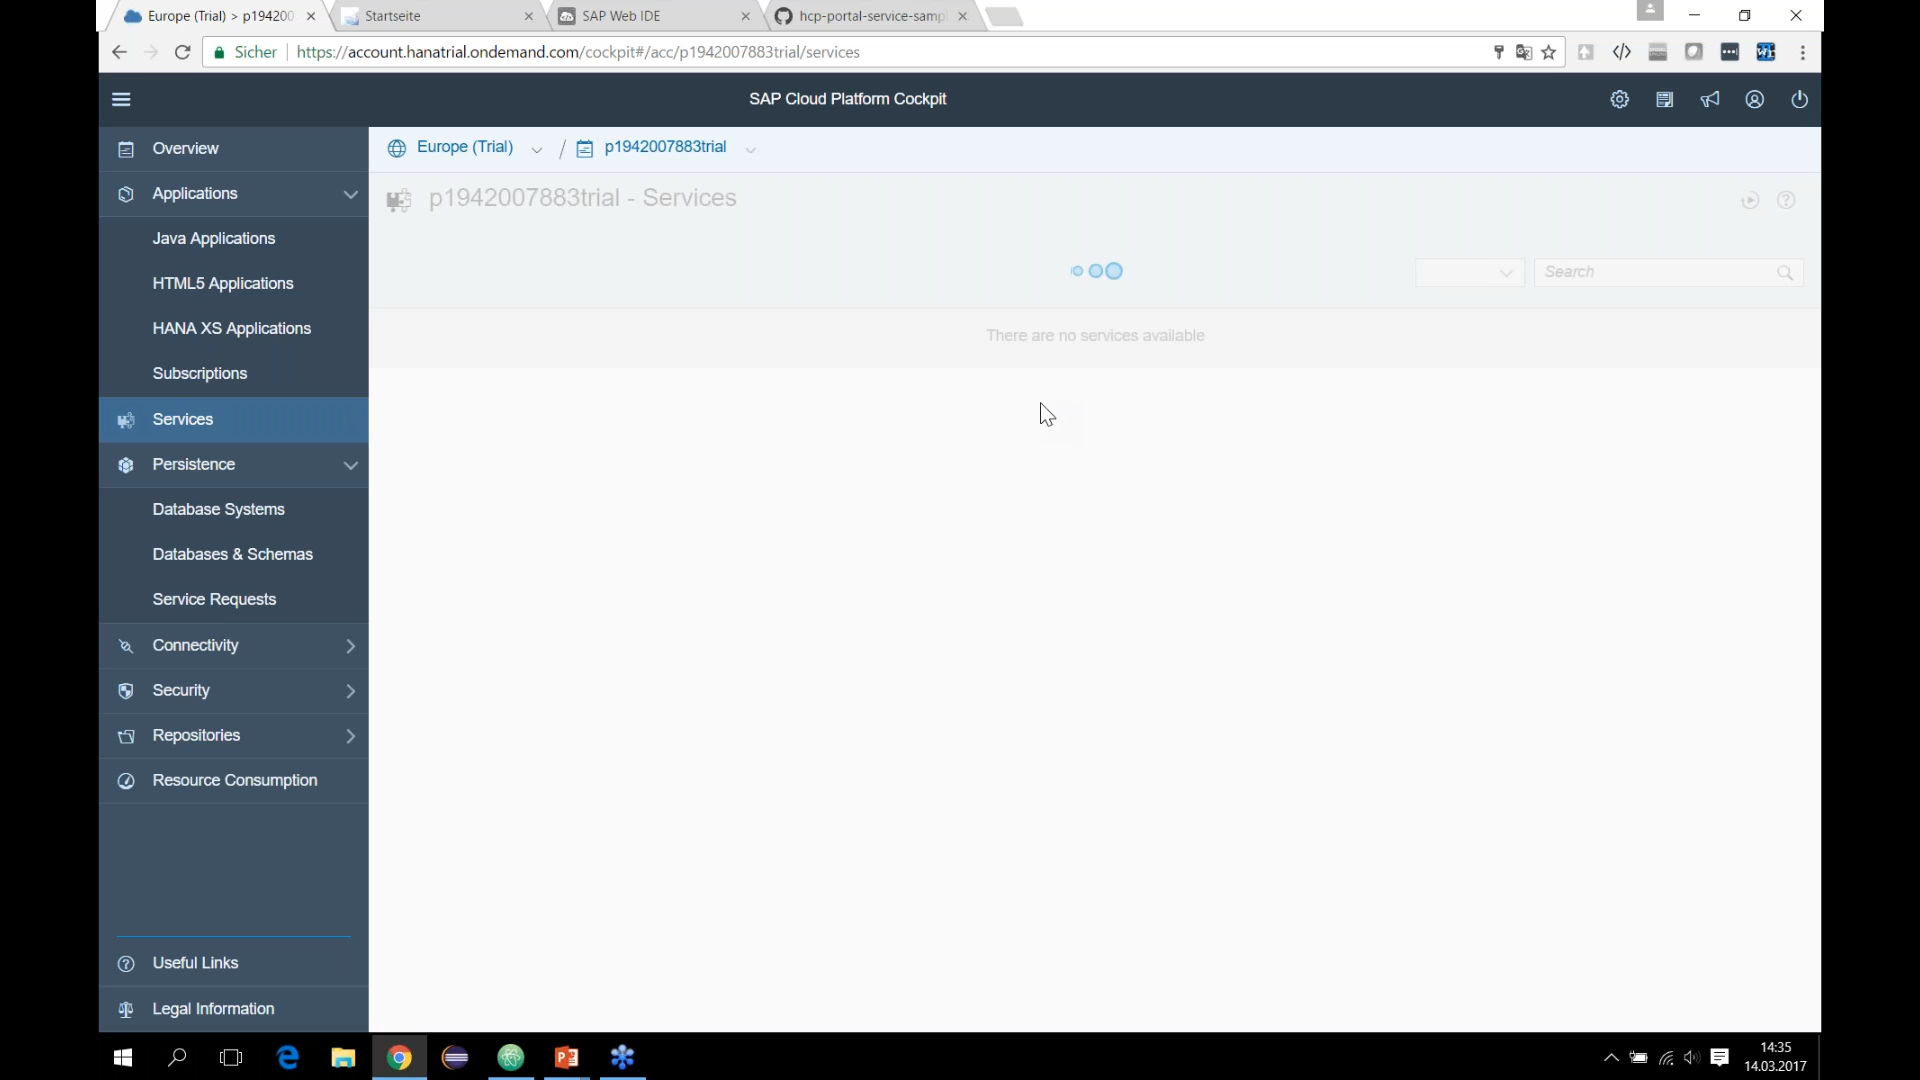 Europe (Trial) > p194200
Startseite
SAP Web IDE
hcp-portal-service-samp
Sicher
https://account.hanatrial.ondemand.com/cockpit#/acc/p1942007883trial/services
SAP Cloud Platform Cockpit
Overview
Europe (Trial) / p1942007883trial
Applications
p1942007883trial - Services
Java Applications
Search
HTML5 Applications
HANA XS Applications
There are no services available
Subscriptions
Services
Persistence
Database Systems
Databases & Schemas
Service Requests
Connectivity
Security
Repositories
Resource Consumption
Useful Links
Legal Information
14:35
14.03.2017